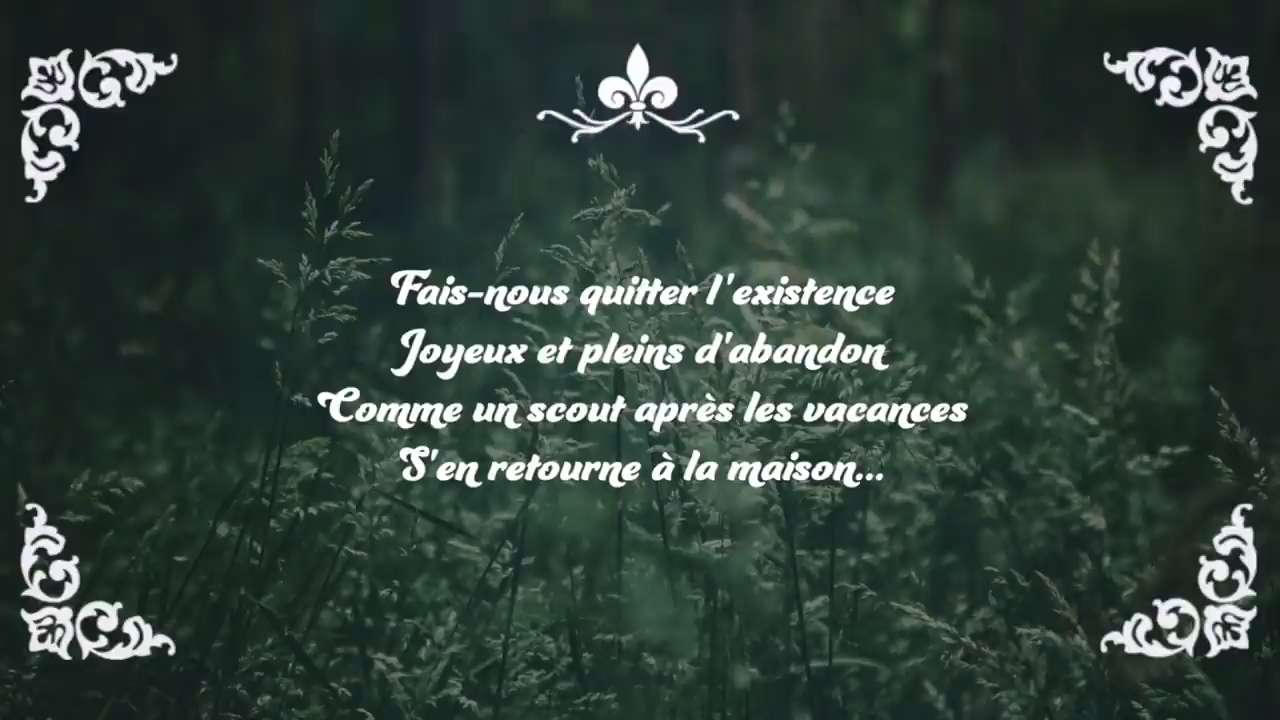 Fais-nous quitter l'existence
Joyeux et pleins d'abandon
Comme un scout après les vacances
S'en retourne à la maison...